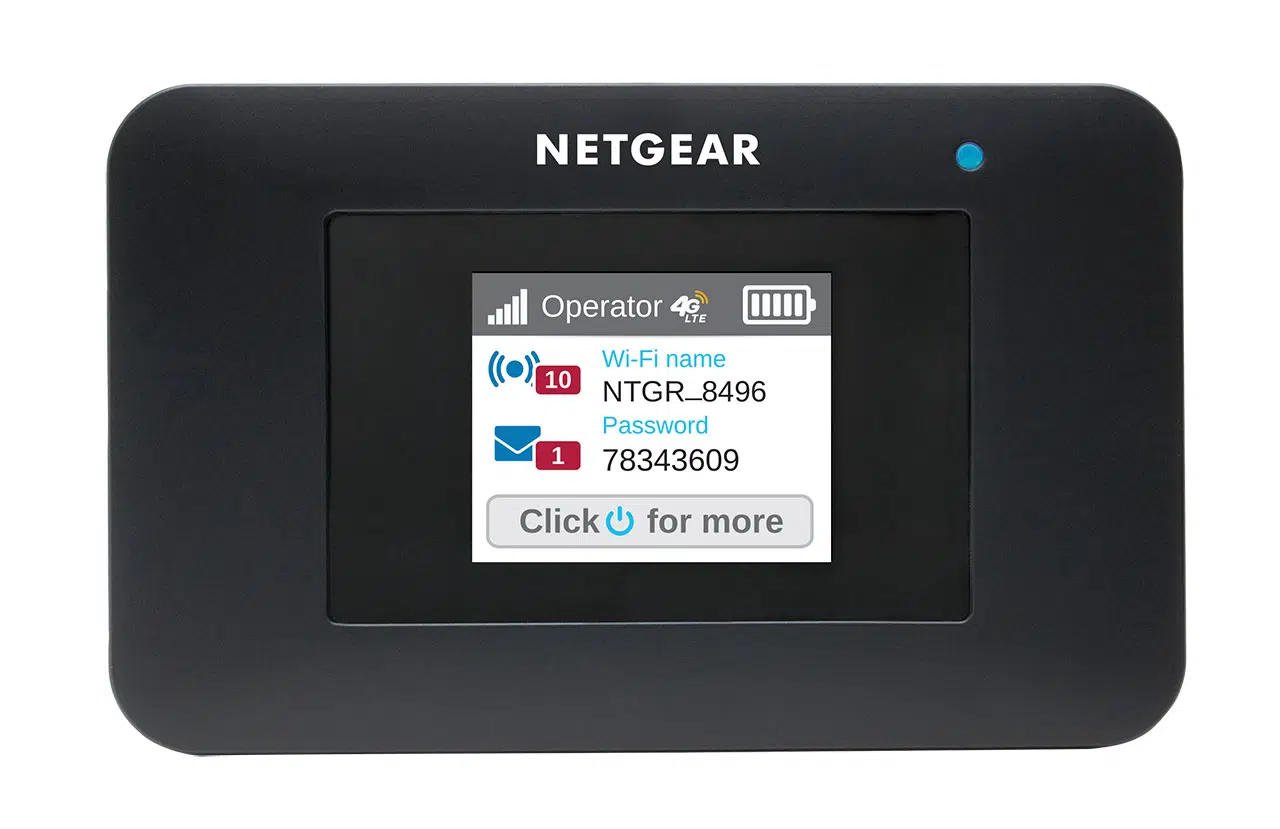 NETGEAR
Operator 4G LTE
10
Wi-Fi name
NTGR_8496
Password
1
78343609
Click for more